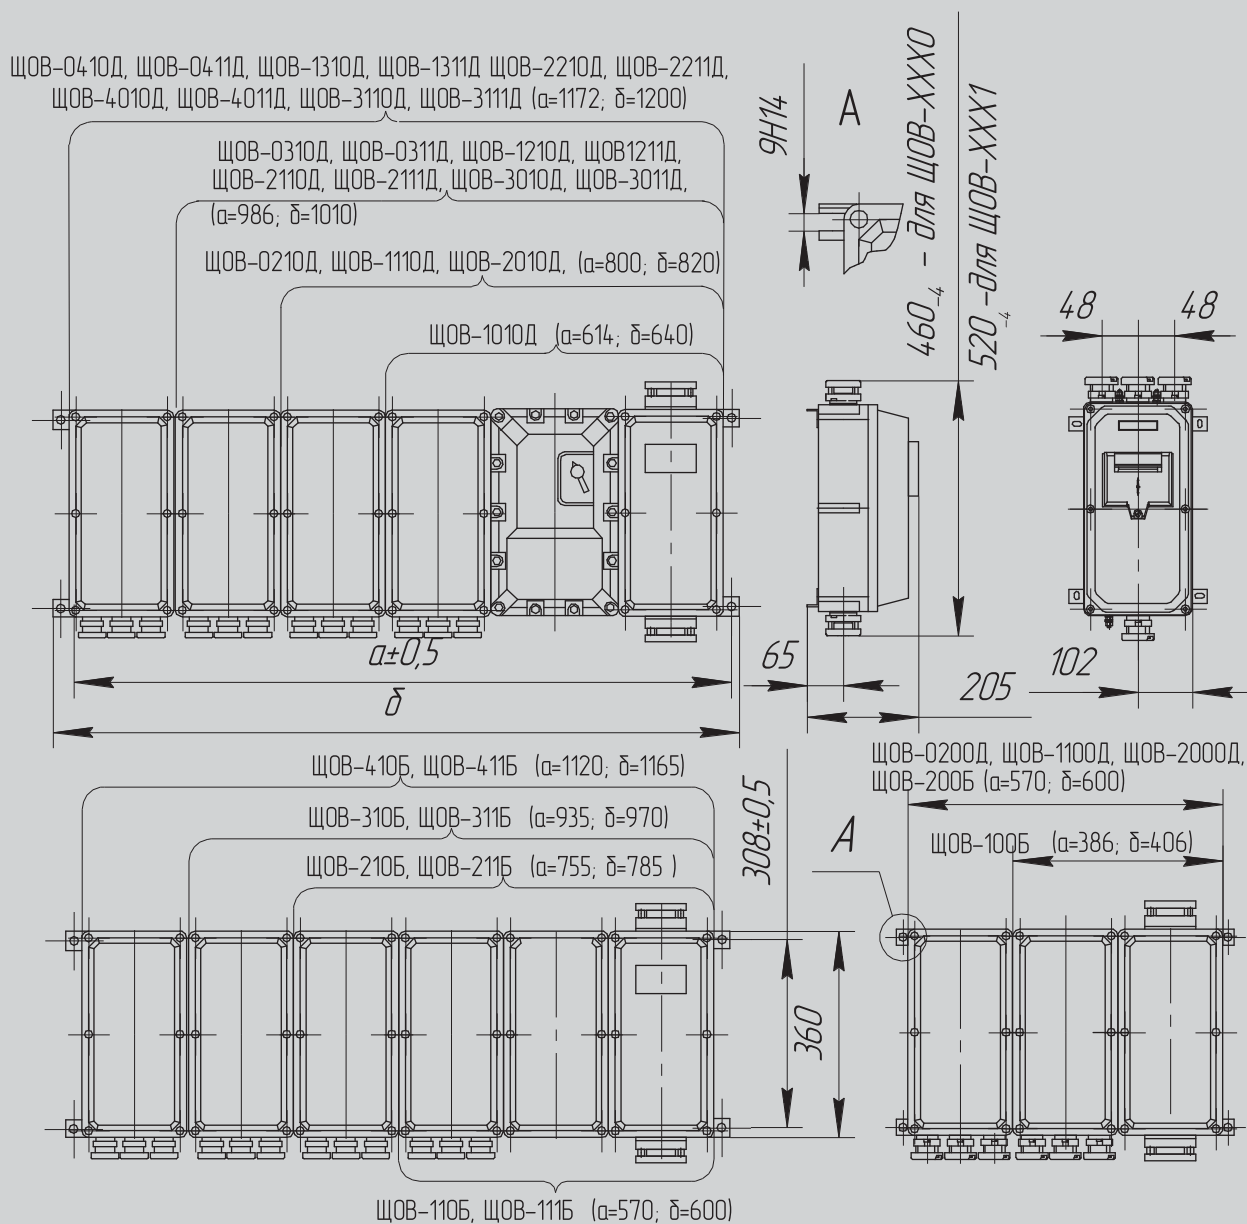 ЩОВ-0410Д, ЩОВ-0411Д, ЩОВ-1310Д, ЩОВ-1311Д ЩОВ-2210Д, ЩОВ-2211Д,
ЩОВ-4010Д, ЩОВ-4011Д, ЩОВ-3110Д, ЩОВ-3111Д (a=1172; δ=1200)
ЩОВ-0310Д, ЩОВ-0311Д, ЩОВ-1210Д, ЩОВ1211Д,
ЩОВ-2110Д, ЩОВ-2111Д, ЩОВ-3010Д, ЩОВ-3011Д,
(a=986; δ=1010)
ЩОВ-0210Д, ЩОВ-1110Д, ЩОВ-2010Д, (a=800; δ=820)
ЩОВ-1010Д (a=614; δ=640)
9H14
A
460-4 - для ЩОВ-XXX0
520-4 -для ЩОВ-XXX1
48
48
a±0,5
δ
65
205
102
ЩОВ-410Б, ЩОВ-411Б (a=1120; δ=1165)
ЩОВ-310Б, ЩОВ-311Б (a=935; δ=970)
ЩОВ-210Б, ЩОВ-211Б (a=755; δ=785 )
308±0,5
360
A
ЩОВ-0200Д, ЩОВ-1100Д, ЩОВ-2000Д,
ЩОВ-200Б (a=570; δ=600)
ЩОВ-100Б (a=386; δ=406)
ЩОВ-110Б, ЩОВ-111Б (a=570; δ=600)